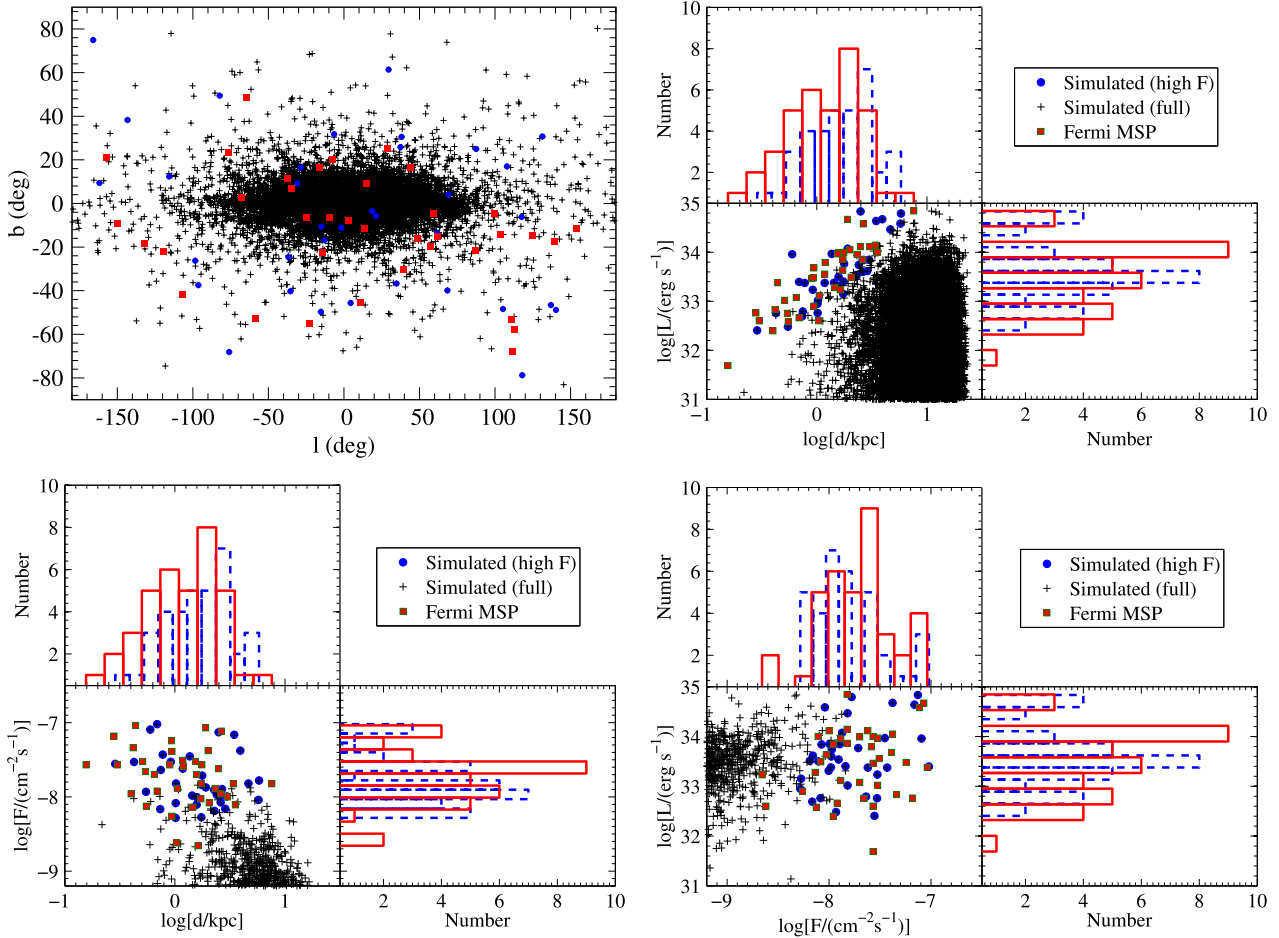 80
60
40
20
0
-20
-40
-60
-80
b (deg)
-150
-100
-50
0
50
100
150
l (deg)
10
8
6
4
2
Number
Simulated (high F)
Simulated (full)
Fermi MSP
35
34
33
32
31
log[L/(erg s⁻¹)]
-1
0
1
log[d/kpc]
2
4
6
8
10
Number
10
8
6
4
2
Number
Simulated (high F)
Simulated (full)
Fermi MSP
−7
−8
−9
log[F/(cm⁻²s⁻¹)]
-1
0
1
log[d/kpc]
2
4
6
8
10
Number
10
8
6
4
2
Number
Simulated (high F)
Simulated (full)
Fermi MSP
35
34
33
32
31
log[L/(erg s⁻¹)]
-9
-8
-7
log[F/(cm⁻²s⁻¹)]
2
4
6
8
10
Number